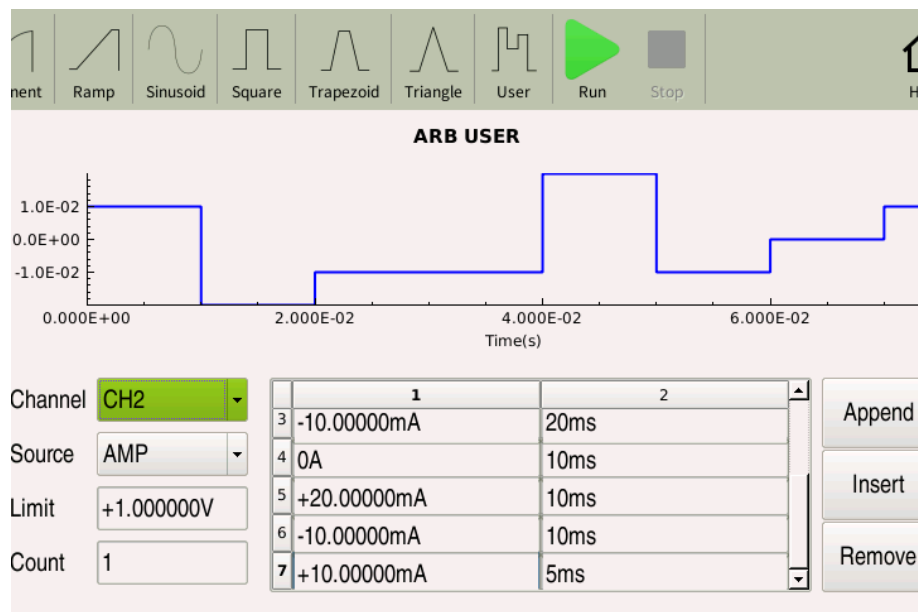 nent Ramp Sinusoid Square Trapezoid Triangle User Run Stop H
ARB USER
1.0E-02
0.0E+00
-1.0E-02
0.000E+00 2.000E-02 4.000E-02 6.000E-02
Time(s)
Channel CH2
Source AMP
Limit +1.000000V
Count 1
1 2
3 -10.00000mA 20ms
4 0A 10ms
5 +20.00000mA 10ms
6 -10.00000mA 10ms
7 +10.00000mA 5ms
Append
Insert
Remove